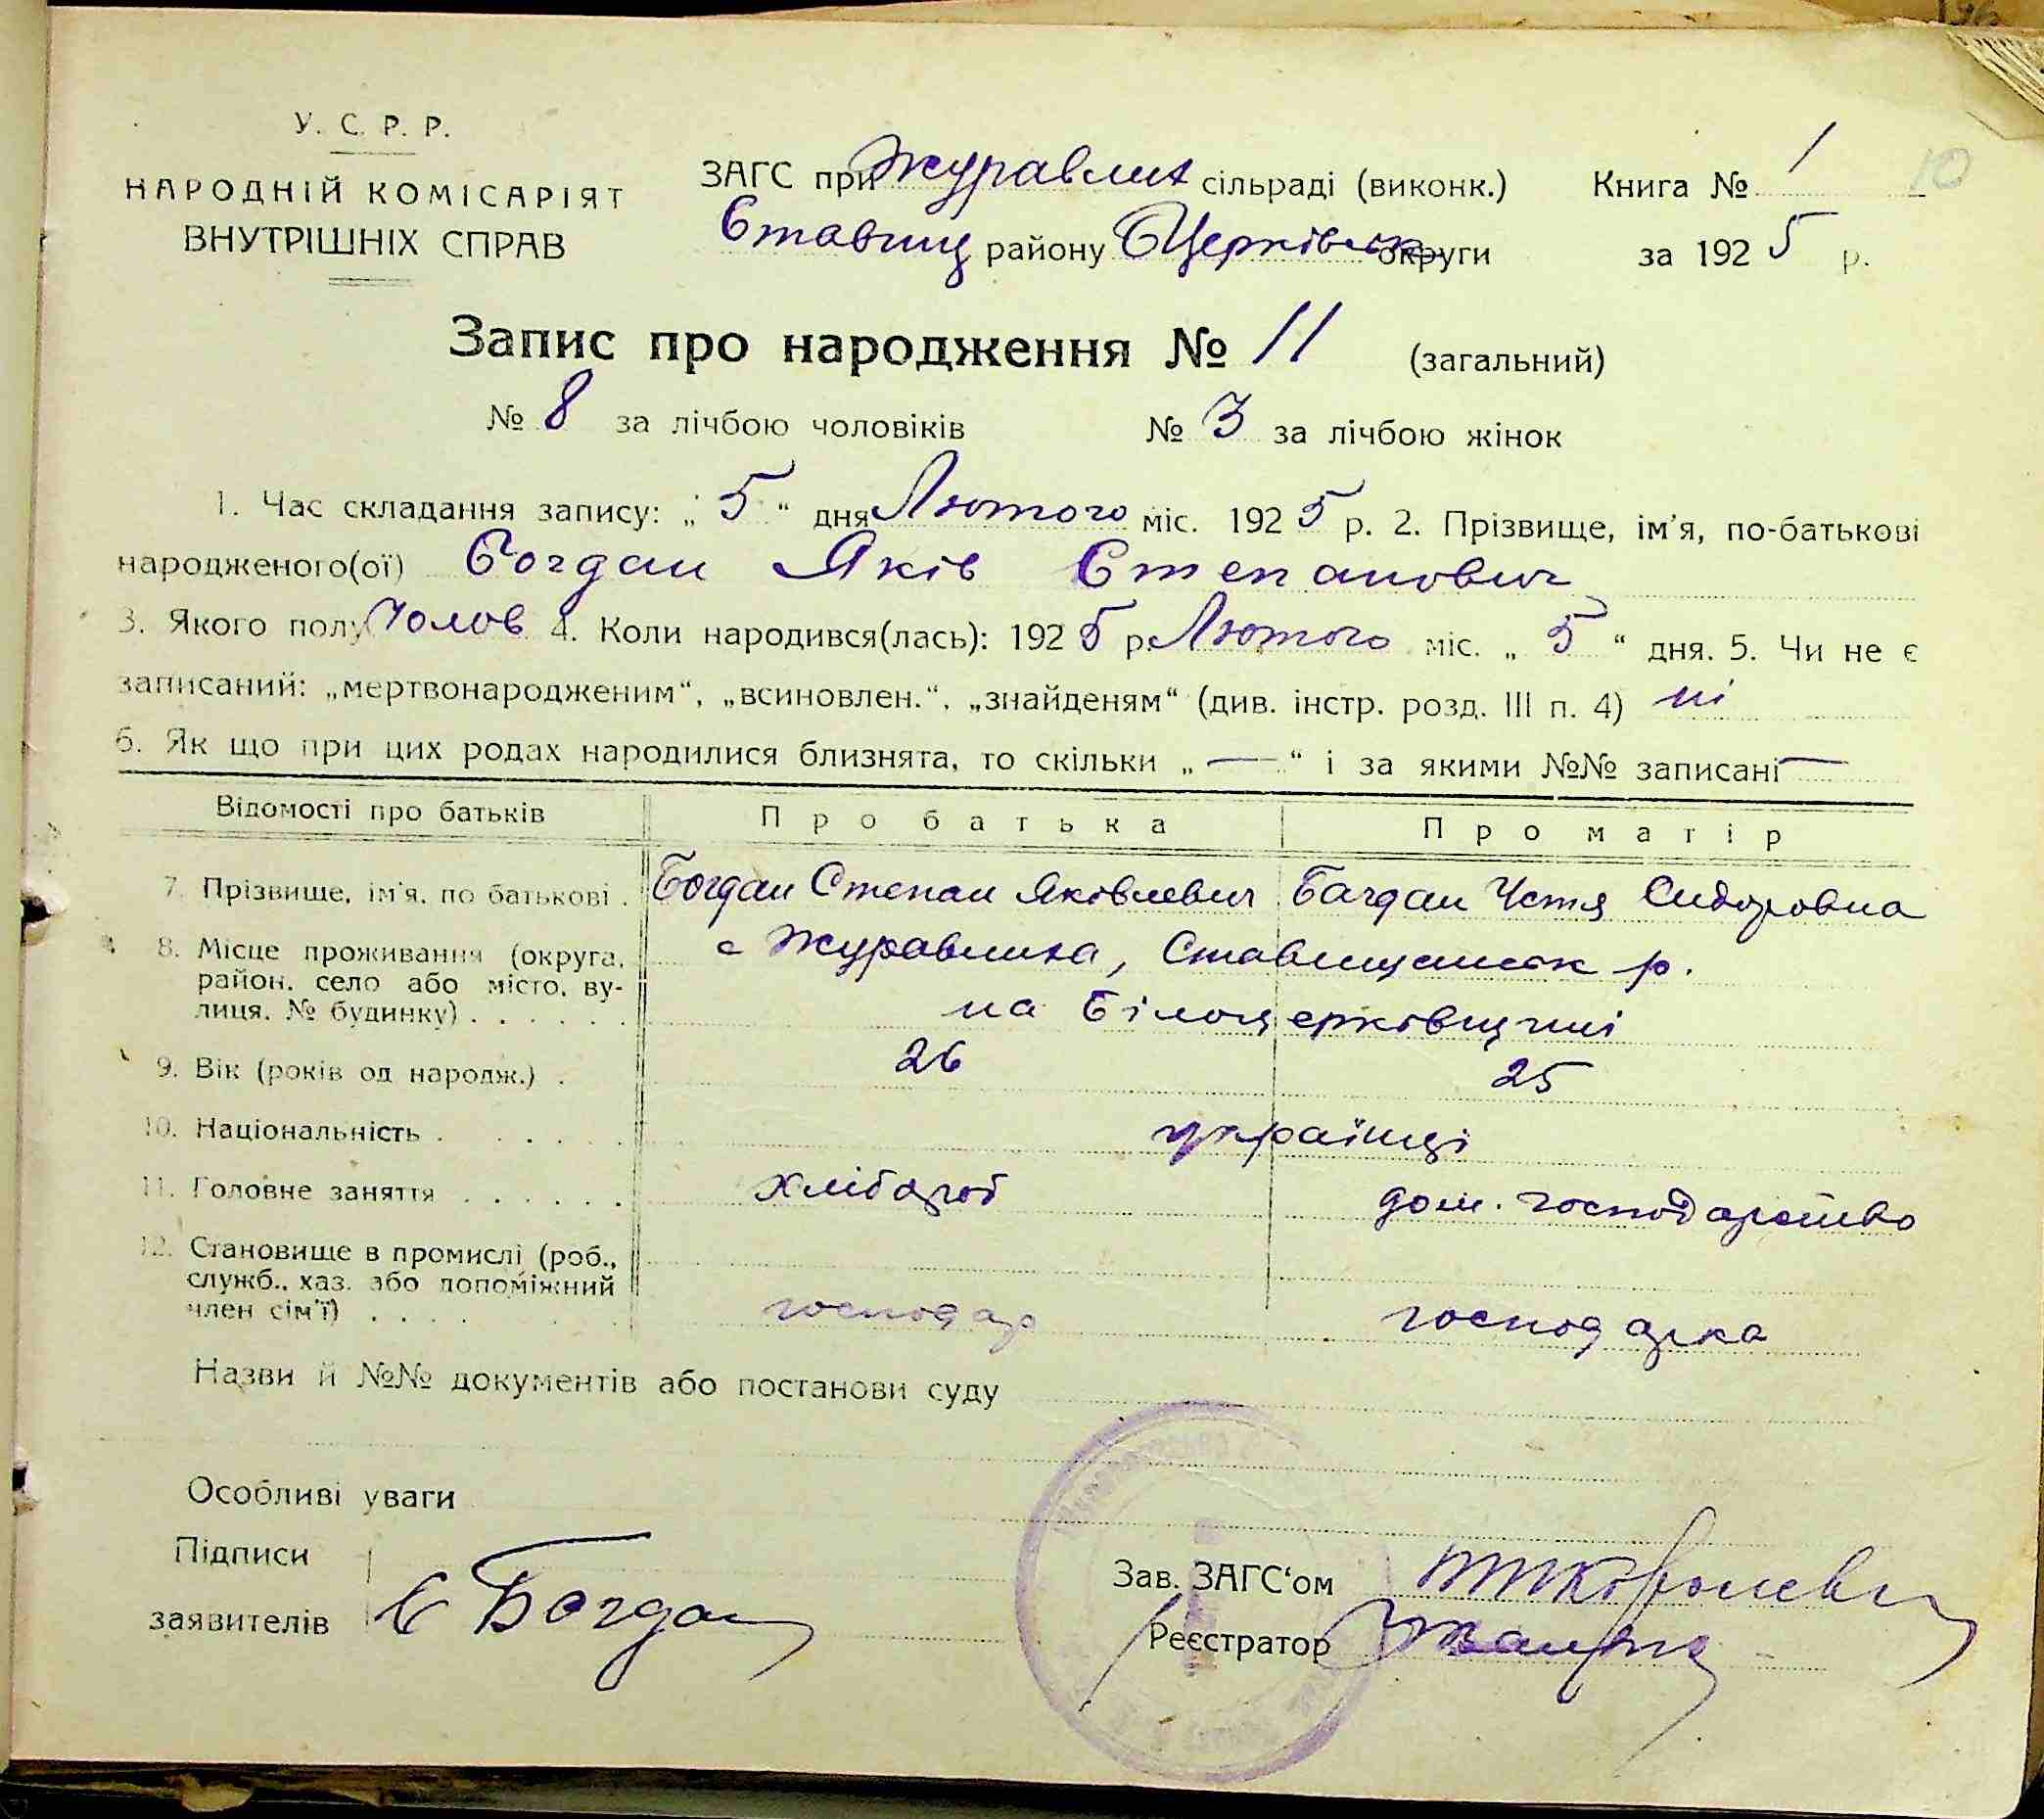 У. С. Р. Р.
НАРОДНІЙ КОМІСАРІЯТ
ВНУТРІШНІХ СПРАВ
ЗАГС при Журавлих сільраді (виконк.)
Книга № 1
10
Ставищ району БЦерківськ округи
за 1925 р.
Запис про народження № 11 (загальний)
№ 8 за лічбою чоловіків № 3 за лічбою жінок
1. Час складання запису: „5“ дня Лютого міс. 1925 р. 2. Прізвище, ім'я, по-батькові
народженого(ої) Богдан Яків Степанович
3. Якого полу Чолов 4. Коли народився(лась): 1925 р. Лютого міс. „5“ дня. 5. Чи не є
записаний: „мертвонародженим“, „всиновлен.“, „знайденям“ (див. інстр. розд. III п. 4) ні
6. Як що при цих родах народилися близнята, то скільки „—“ і за якими №№ записані —
Відомості про батьків Про батька Про матір
7. Прізвище, ім'я, по батькові . Богдан Степан Яковлевич Багдан Устя Сидоровна
8. Місце проживання (округа, район, село або місто, вулиця, № будинку) . . . . . . с Журавлиха, Ставищанськ р.
на Білоцерківщині
9. Вік (років од народж.) . 26 25
10. Національність . . . . . . українці
11. Головне заняття . . . . . . хлібороб дом. господарство
12. Становище в промислі (роб.,
служб., хаз. або допоміжний
член сім'ї) . . . . господар господарка
Назви й №№ документів або постанови суду
Особливі уваги
Підписи
заявителів С Богдан
Зав. ЗАГС'ом
Реєстратор